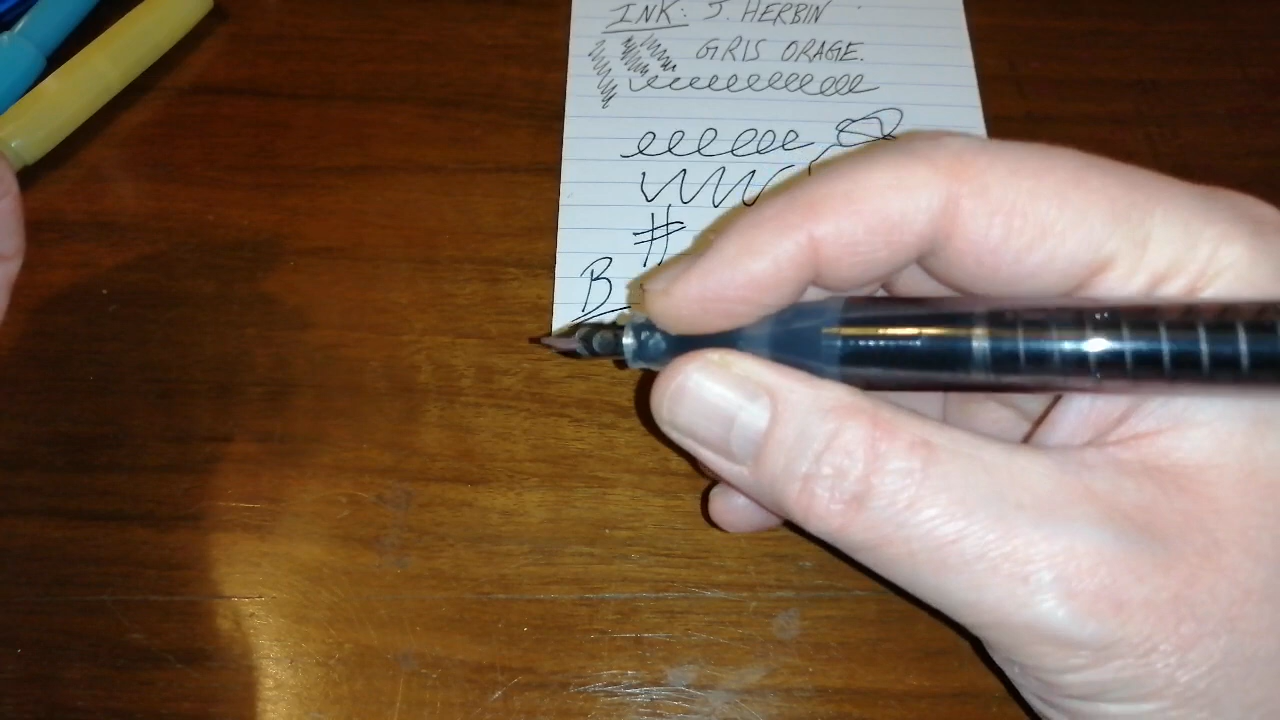 INK: J. HERBIN
GRIS ORAGE.
#
B